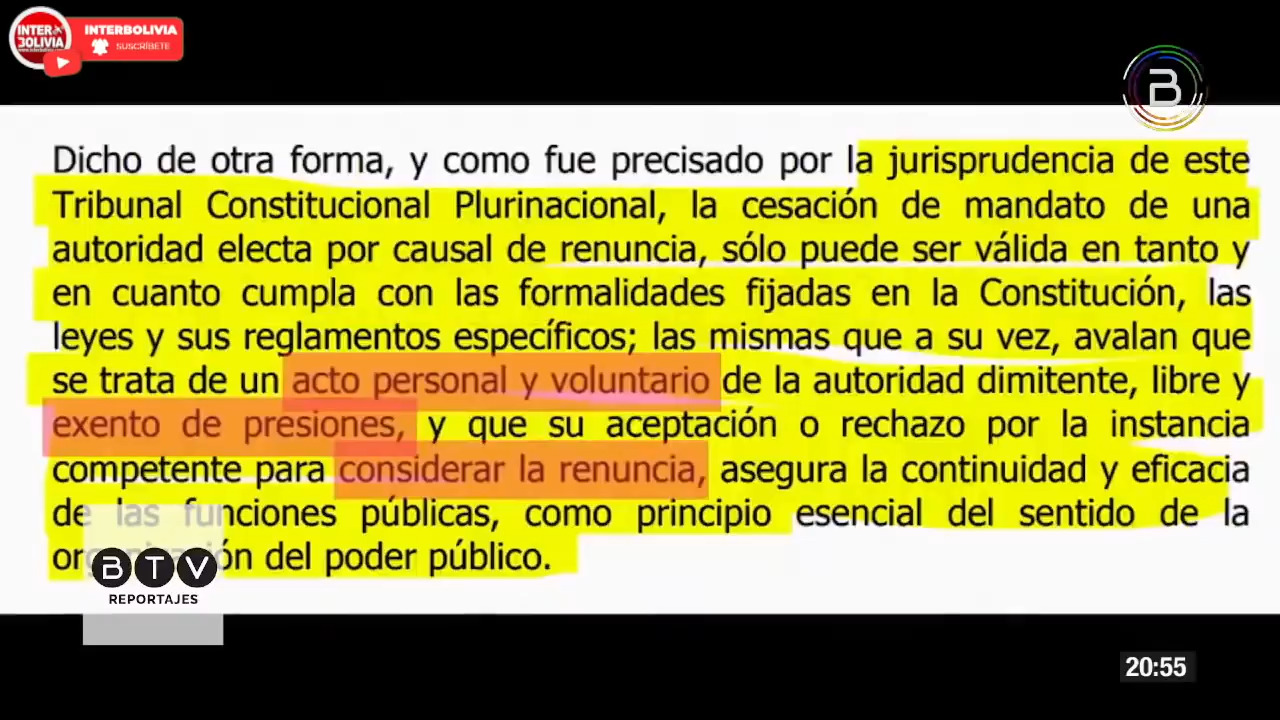 INTER
BOLIVIA
INTERBOLIVIA
SUSCRÍBETE
B
Dicho de otra forma, y como fue precisado por la jurisprudencia de este
Tribunal Constitucional Plurinacional, la cesación de mandato de una
autoridad electa por causal de renuncia, sólo puede ser válida en tanto y
en cuanto cumpla con las formalidades fijadas en la Constitución, las
leyes y sus reglamentos específicos; las mismas que a su vez, avalan que
se trata de un acto personal y voluntario de la autoridad dimitente, libre y
exento de presiones, y que su aceptación o rechazo por la instancia
competente para considerar la renuncia, asegura la continuidad y eficacia
de las funciones públicas, como principio esencial del sentido de la
organización del poder público.
BTV
REPORTAJES
20:55